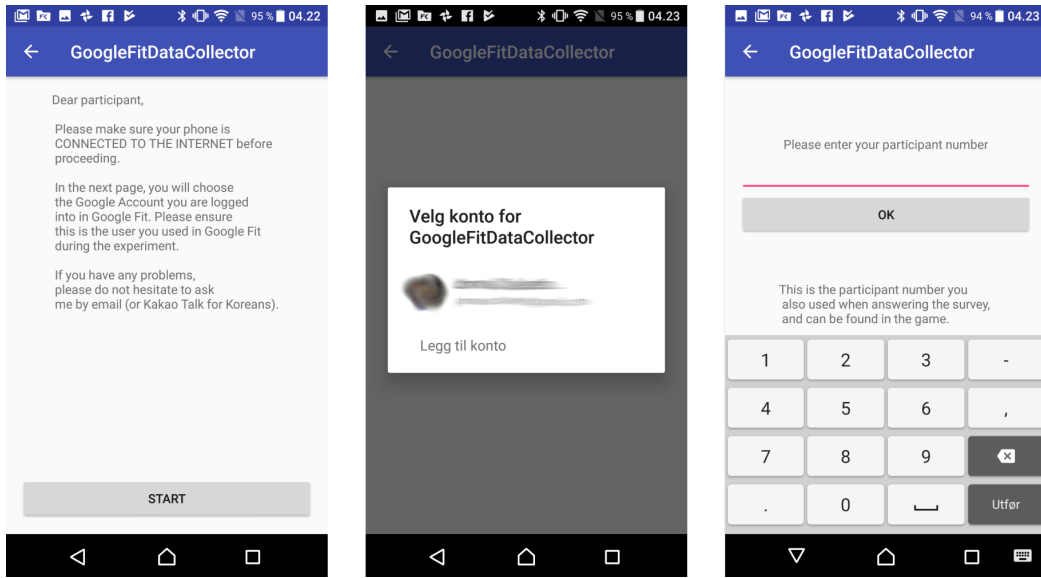 95 % 04.22
GoogleFitDataCollector
Dear participant,
Please make sure your phone is
CONNECTED TO THE INTERNET before
proceeding.
In the next page, you will choose
the Google Account you are logged
into in Google Fit. Please ensure
this is the user you used in Google Fit
during the experiment.
If you have any problems,
please do not hesitate to ask
me by email (or Kakao Talk for Koreans).
START
95 % 04.23
GoogleFitDataCollector
Velg konto for
GoogleFitDataCollector
Legg til konto
94 % 04.23
GoogleFitDataCollector
Please enter your participant number
OK
This is the participant number you
also used when answering the survey,
and can be found in the game.
1 2 3 -
4 5 6 ,
7 8 9
. 0 Utfør